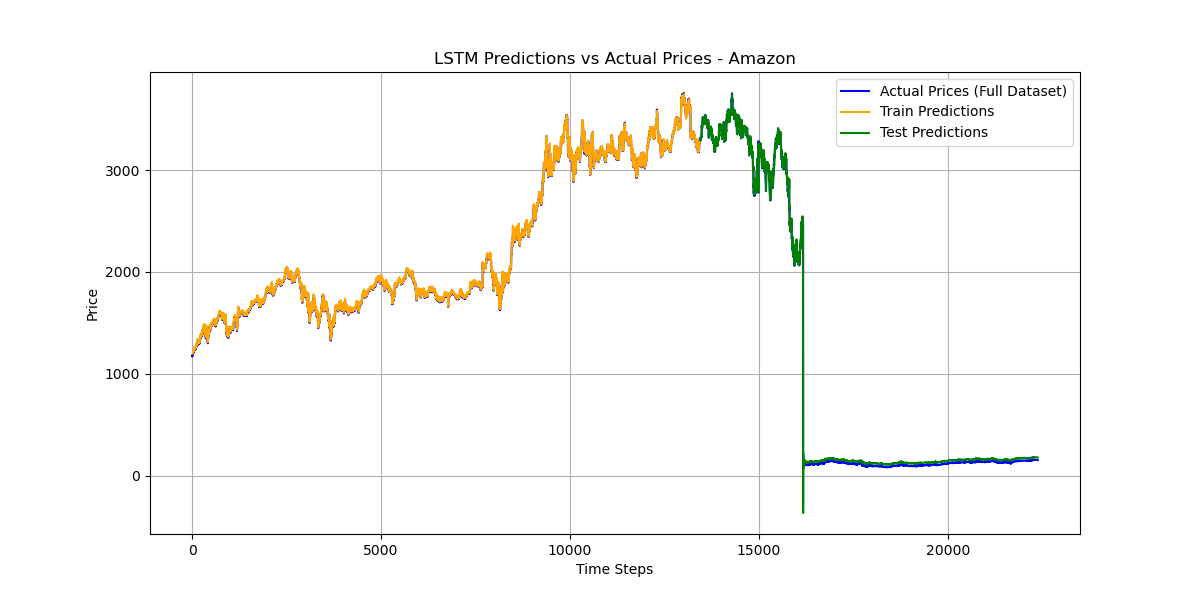 LSTM Predictions vs Actual Prices - Amazon
Actual Prices (Full Dataset)
Train Predictions
Test Predictions
Price
3000
2000
1000
0
0
5000
10000
15000
20000
Time Steps